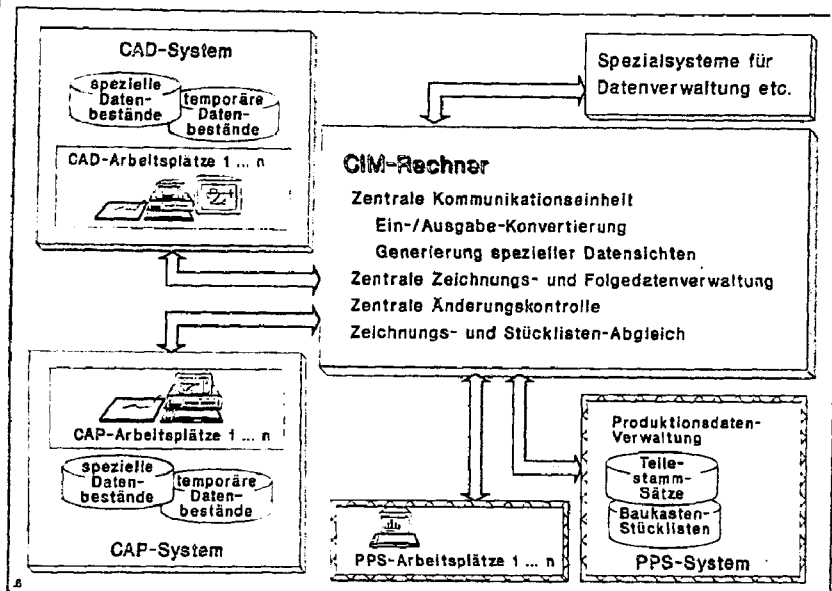 CAD-System
spezielle
Daten-
bestände
temporäre
Daten-
bestände
CAD-Arbeitsplätze 1 ... n
Spezialsysteme für
Datenverwaltung etc.
CIM-Rechner
Zentrale Kommunikationseinheit
Ein-/Ausgabe-Konvertierung
Generierung spezieller Datensichten
Zentrale Zeichnungs- und Folgedatenverwaltung
Zentrale Änderungskontrolle
Zeichnungs- und Stücklisten-Abgleich
CAP-Arbeitsplätze 1 ... n
spezielle
Daten-
bestände
temporäre
Daten-
bestände
CAP-System
PPS-Arbeitsplätze 1 ... n
Produktionsdaten-
Verwaltung
Teile-
stamm-
Sätze
Baukasten-
Stücklisten
PPS-System